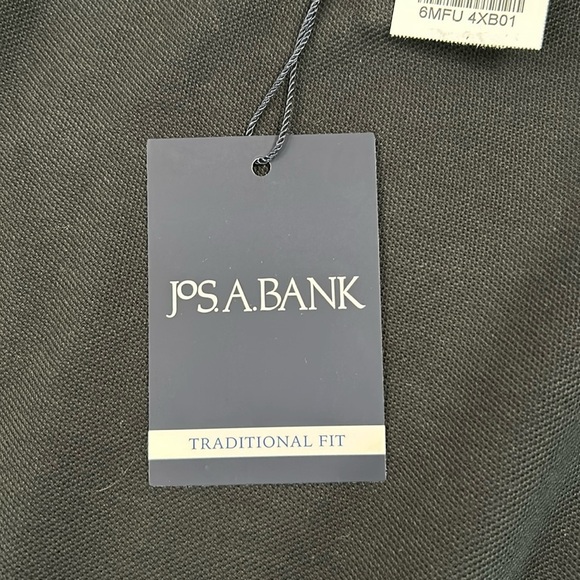 6MFU 4XB01
JOS. A. BANK
TRADITIONAL FIT